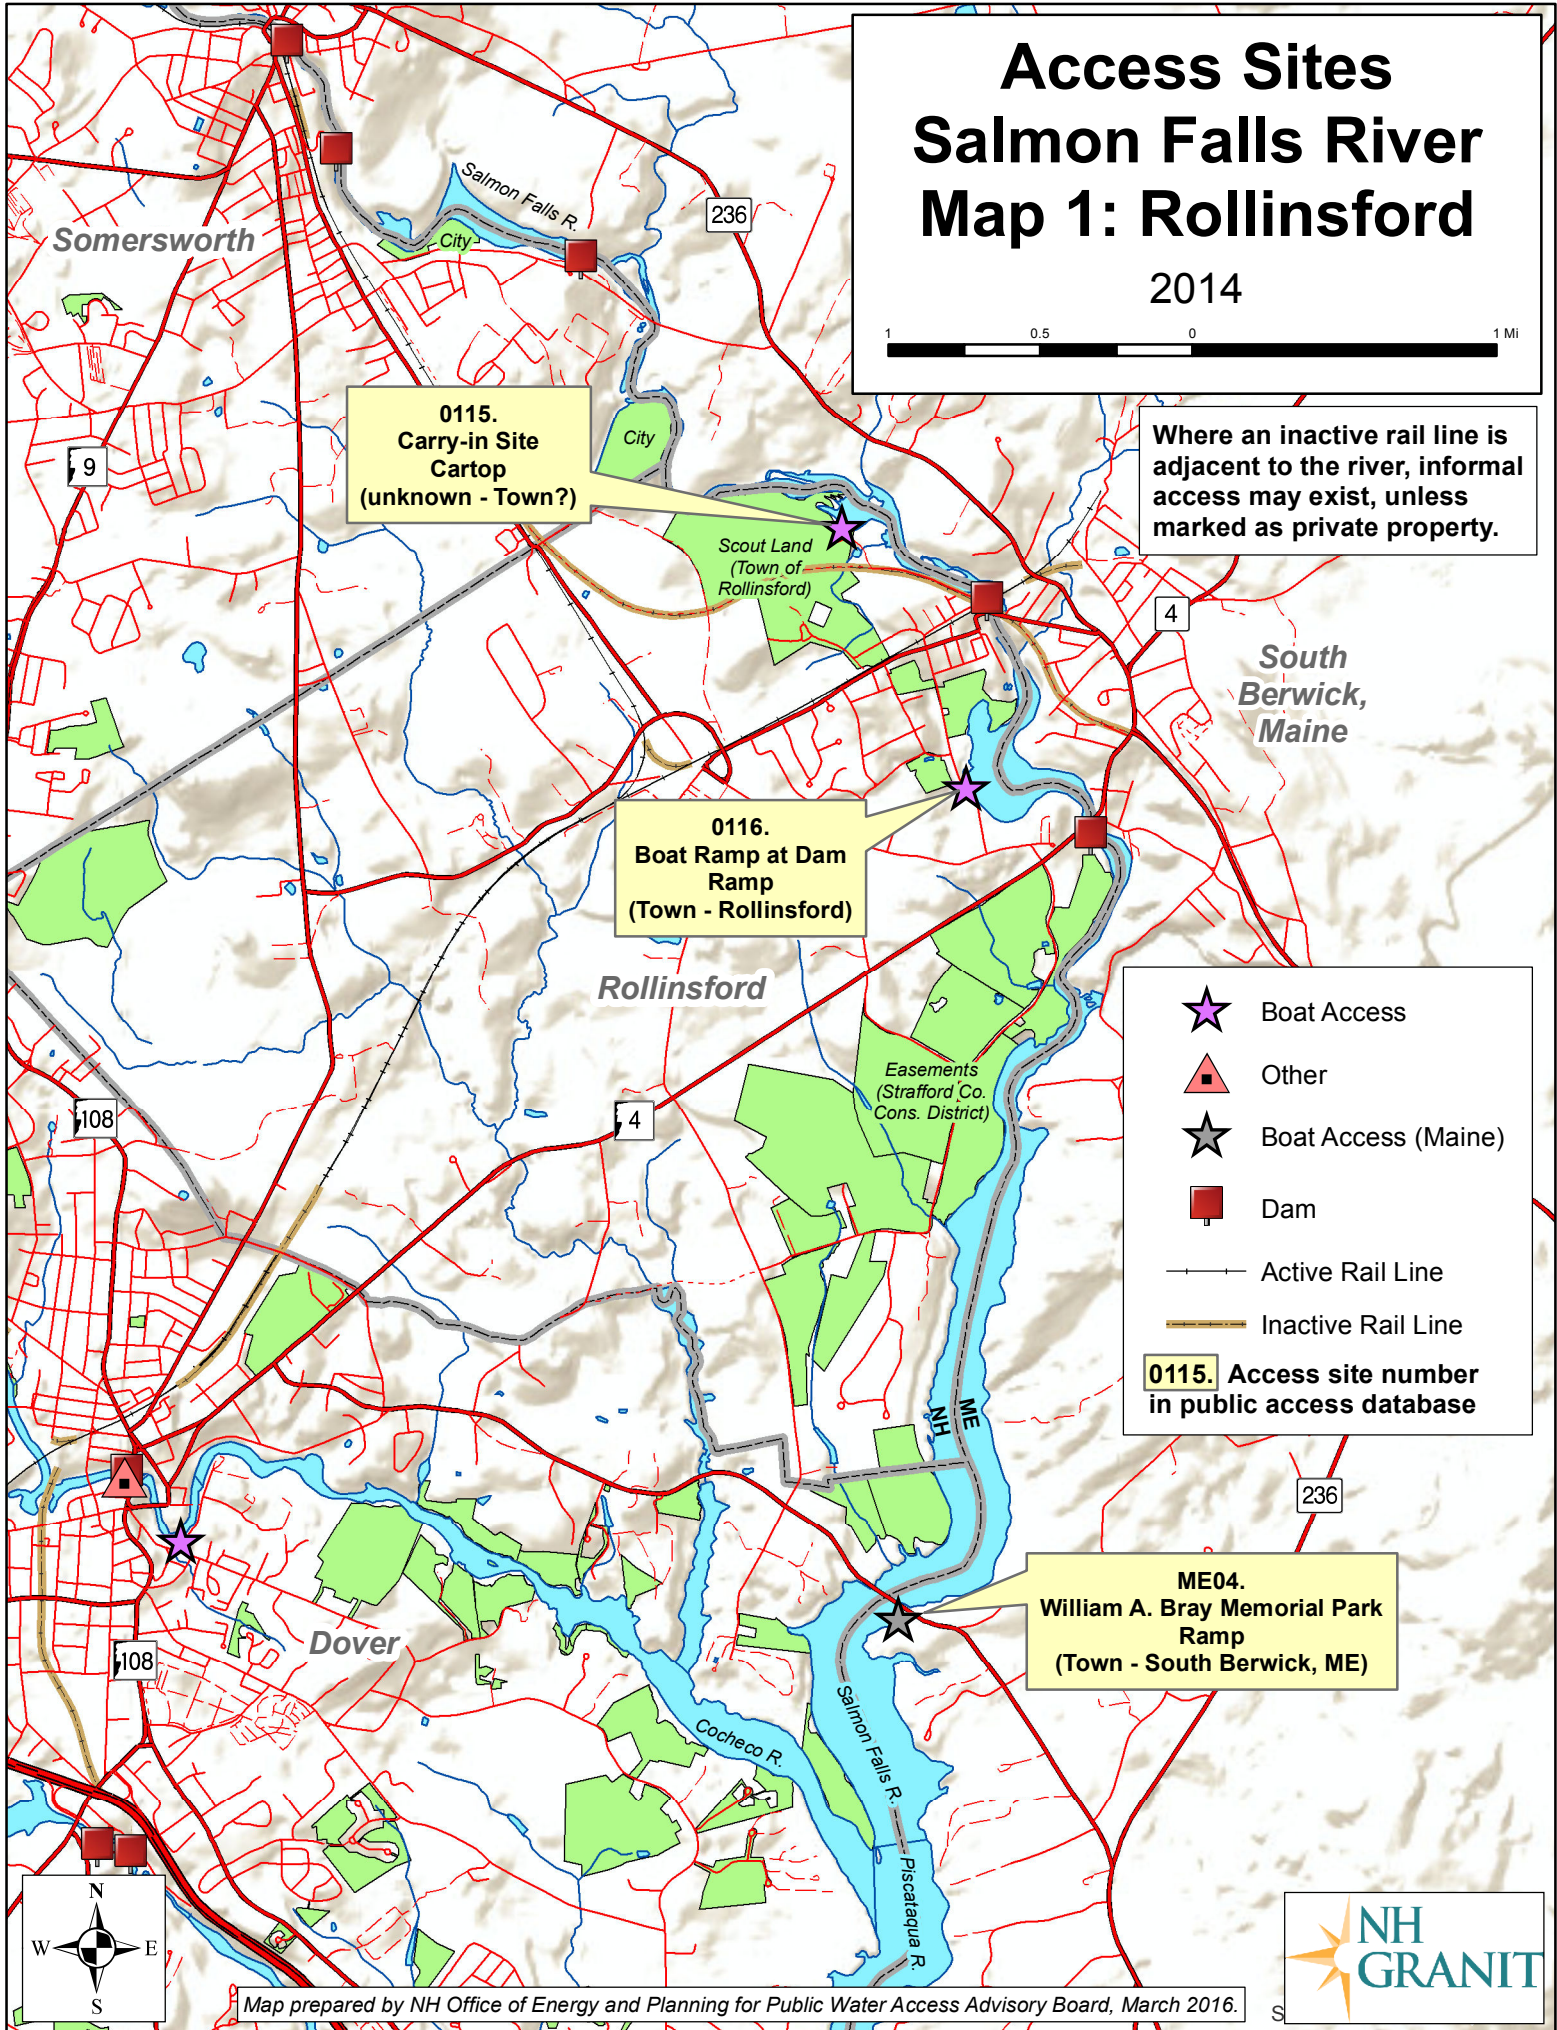 Access Sites
Salmon Falls River
Map 1: Rollinsford
2014
1 0.5 0 1 Mi
Where an inactive rail line is
adjacent to the river, informal
access may exist, unless
marked as private property.
Somersworth
Salmon Falls R.
City
236
0115.
Carry-in Site
Cartop
(unknown - Town?)
City
9
Scout Land
(Town of
Rollinsford)
4
South
Berwick,
Maine
0116.
Boat Ramp at Dam
Ramp
(Town - Rollinsford)
Rollinsford
Easements
(Strafford Co.
Cons. District)
108
4
Boat Access
Other
Boat Access (Maine)
Dam
Active Rail Line
Inactive Rail Line
0115. Access site number
in public access database
NH
ME
236
ME04.
William A. Bray Memorial Park
Ramp
(Town - South Berwick, ME)
Dover
108
Cocheco R.
Salmon Falls R.
Piscataqua R.
N
W E
S
Map prepared by NH Office of Energy and Planning for Public Water Access Advisory Board, March 2016.
S
NH
GRANIT